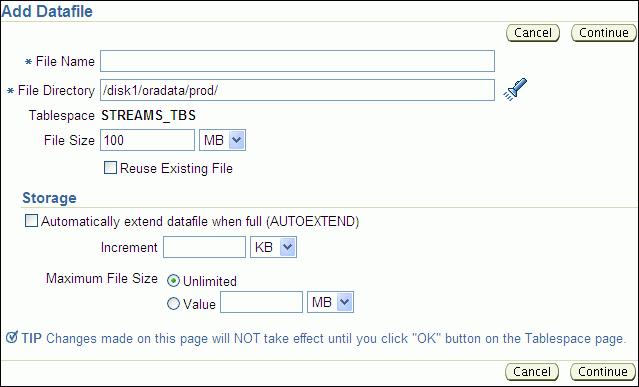 Add Datafile
Cancel Continue
* File Name
* File Directory /disk1/oradata/prod/
Tablespace STREAMS_TBS
File Size 100 MB
Reuse Existing File
Storage
Automatically extend datafile when full (AUTOEXTEND)
Increment KB
Maximum File Size Unlimited
Value MB
TIP Changes made on this page will NOT take effect until you click "OK" button on the Tablespace page.
Cancel Continue